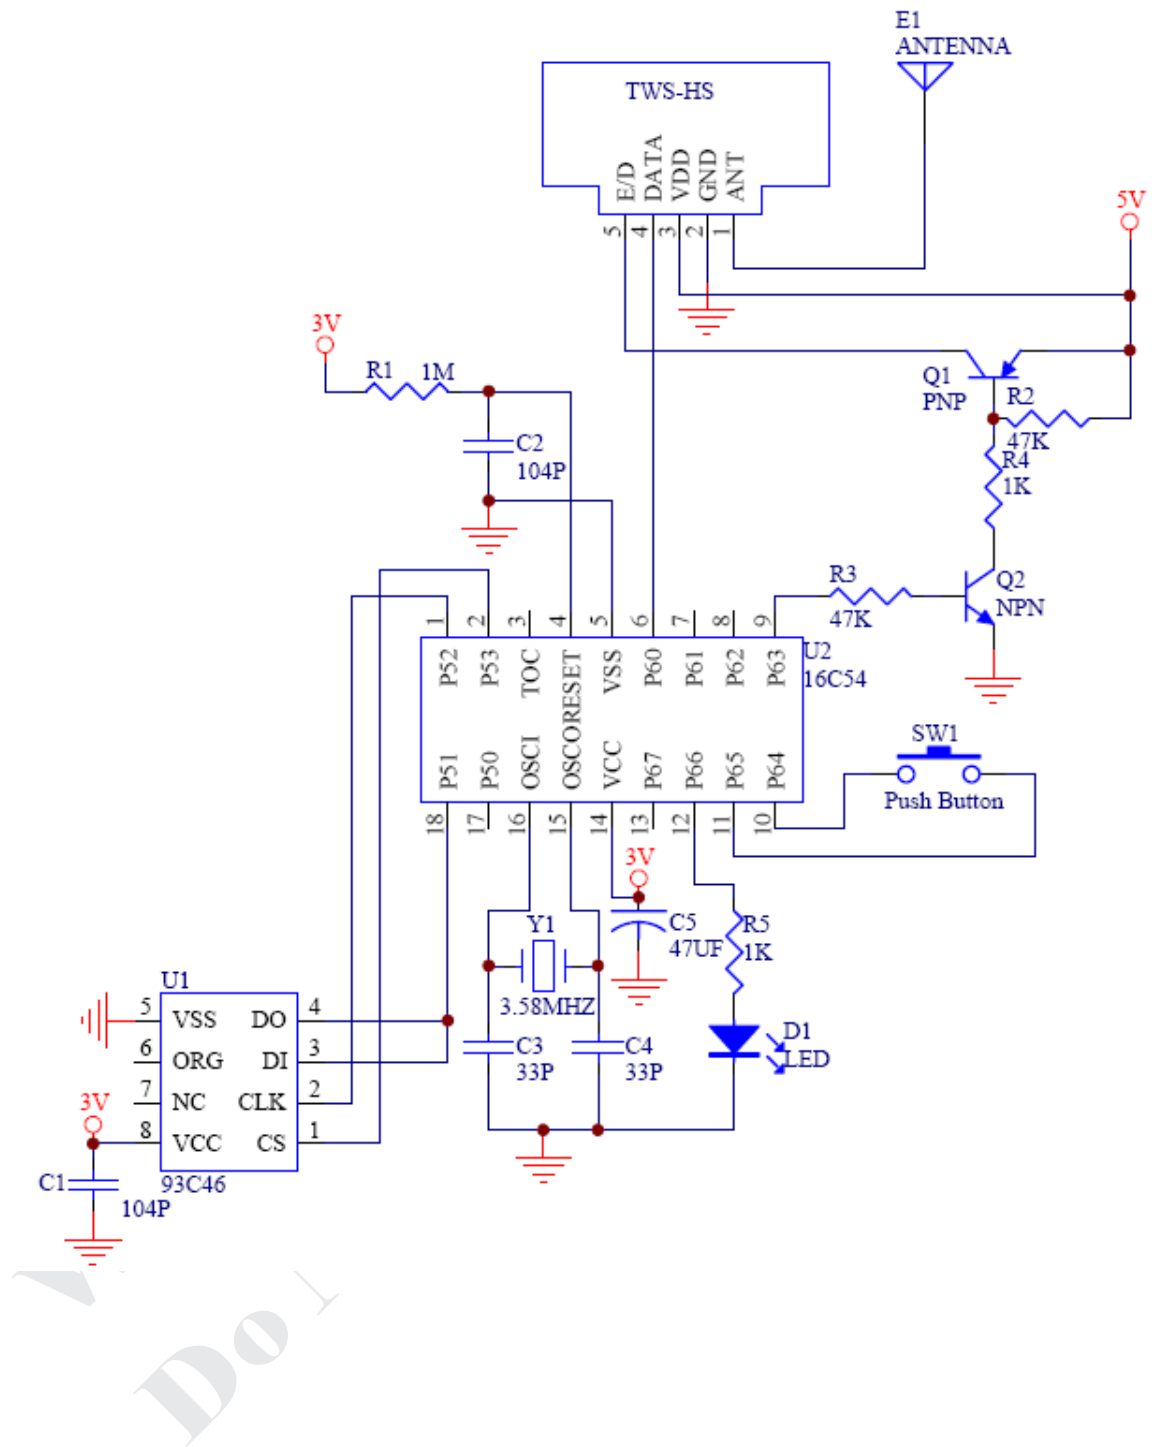 E1
ANTENNA
TWS-HS
E/D
DATA
VDD
GND
ANT
5
4
3
2
1
5V
3V
R1
1M
Q1
PNP
R2
47K
C2
104P
R4
1K
R3
47K
Q2
NPN
1
2
3
4
5
6
7
8
9
P52
P53
TOC
OSCORESET
VSS
P60
P61
P62
P63
U2
16C54
P51
P50
OSCI
VCC
P67
P66
P65
P64
18
17
16
15
14
13
12
11
10
SW1
Push Button
3V
Y1
3.58MHZ
C5
47UF
R5
1K
U1
5
VSS
DO
4
6
ORG
DI
3
7
NC
CLK
2
8
VCC
CS
1
93C46
3V
C1
104P
C3
33P
C4
33P
D1
LED
Do